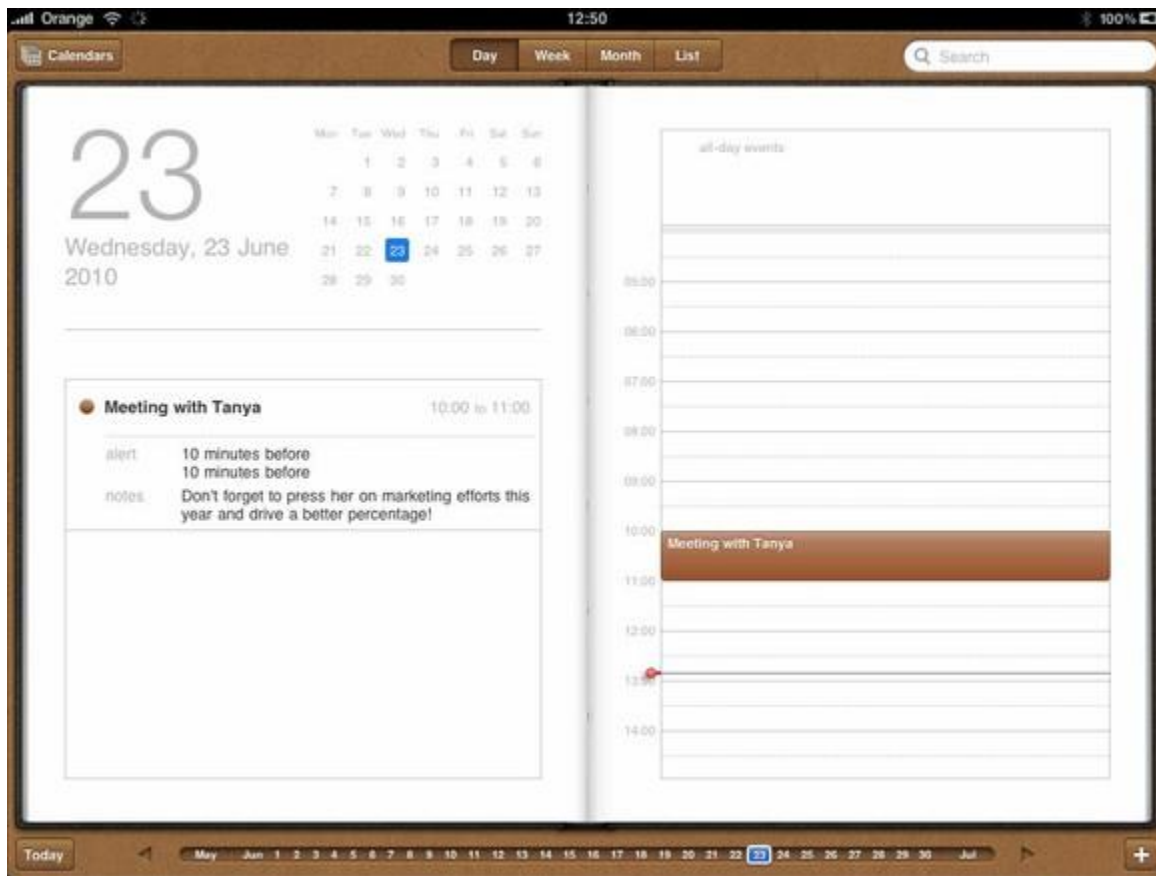 Orange 12:50 100%
Calendars Day Week Month List Search
23
Wednesday, 23 June
2010
Mon Tue Wed Thu Fri Sat Sun
1 2 3 4 5 6
7 8 9 10 11 12 13
14 15 16 17 18 19 20
21 22 23 24 25 26 27
28 29 30
Meeting with Tanya 10:00 to 11:00
alert 10 minutes before
10 minutes before
notes Don't forget to press her on marketing efforts this
year and drive a better percentage!
all-day events
05:00
06:00
07:00
08:00
09:00
10:00
Meeting with Tanya
11:00
12:00
13:00
14:00
Today May Jun 1 2 3 4 5 6 7 8 9 10 11 12 13 14 15 16 17 18 19 20 21 22 23 24 25 26 27 28 29 30 Jul +